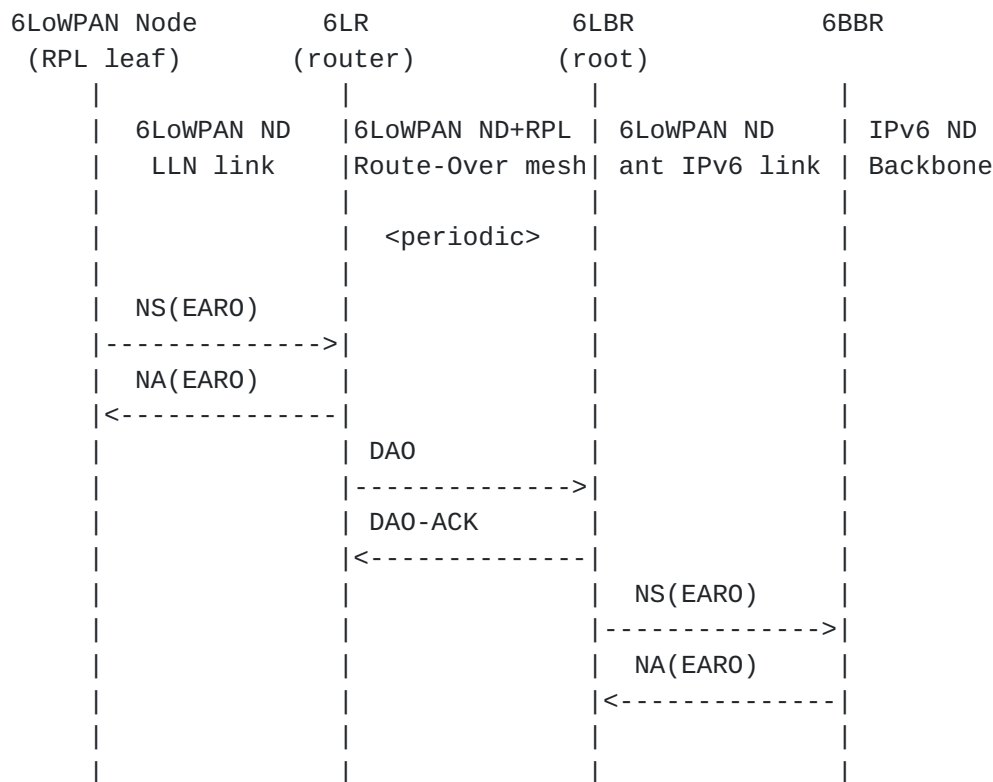 6LoWPAN Node        6LR             6LBR            6BBR
 (RPL leaf)       (router)         (root)
     |               |               |               |
     |  6LoWPAN ND   |6LoWPAN ND+RPL | 6LoWPAN ND    | IPv6 ND
     |   LLN link    |Route-Over mesh| ant IPv6 link | Backbone
     |               |               |               |
     |               |  <periodic>   |               |
     |               |               |               |
     |  NS(EARO)     |               |               |
     |-------------->|               |               |
     |  NA(EARO)     |               |               |
     |<--------------|               |               |
     |               | DAO           |               |
     |               |-------------->|               |
     |               | DAO-ACK       |               |
     |               |<--------------|               |
     |               |               |  NS(EARO)     |
     |               |               |-------------->|
     |               |               |  NA(EARO)     |
     |               |               |<--------------|
     |               |               |               |
     |               |               |               |